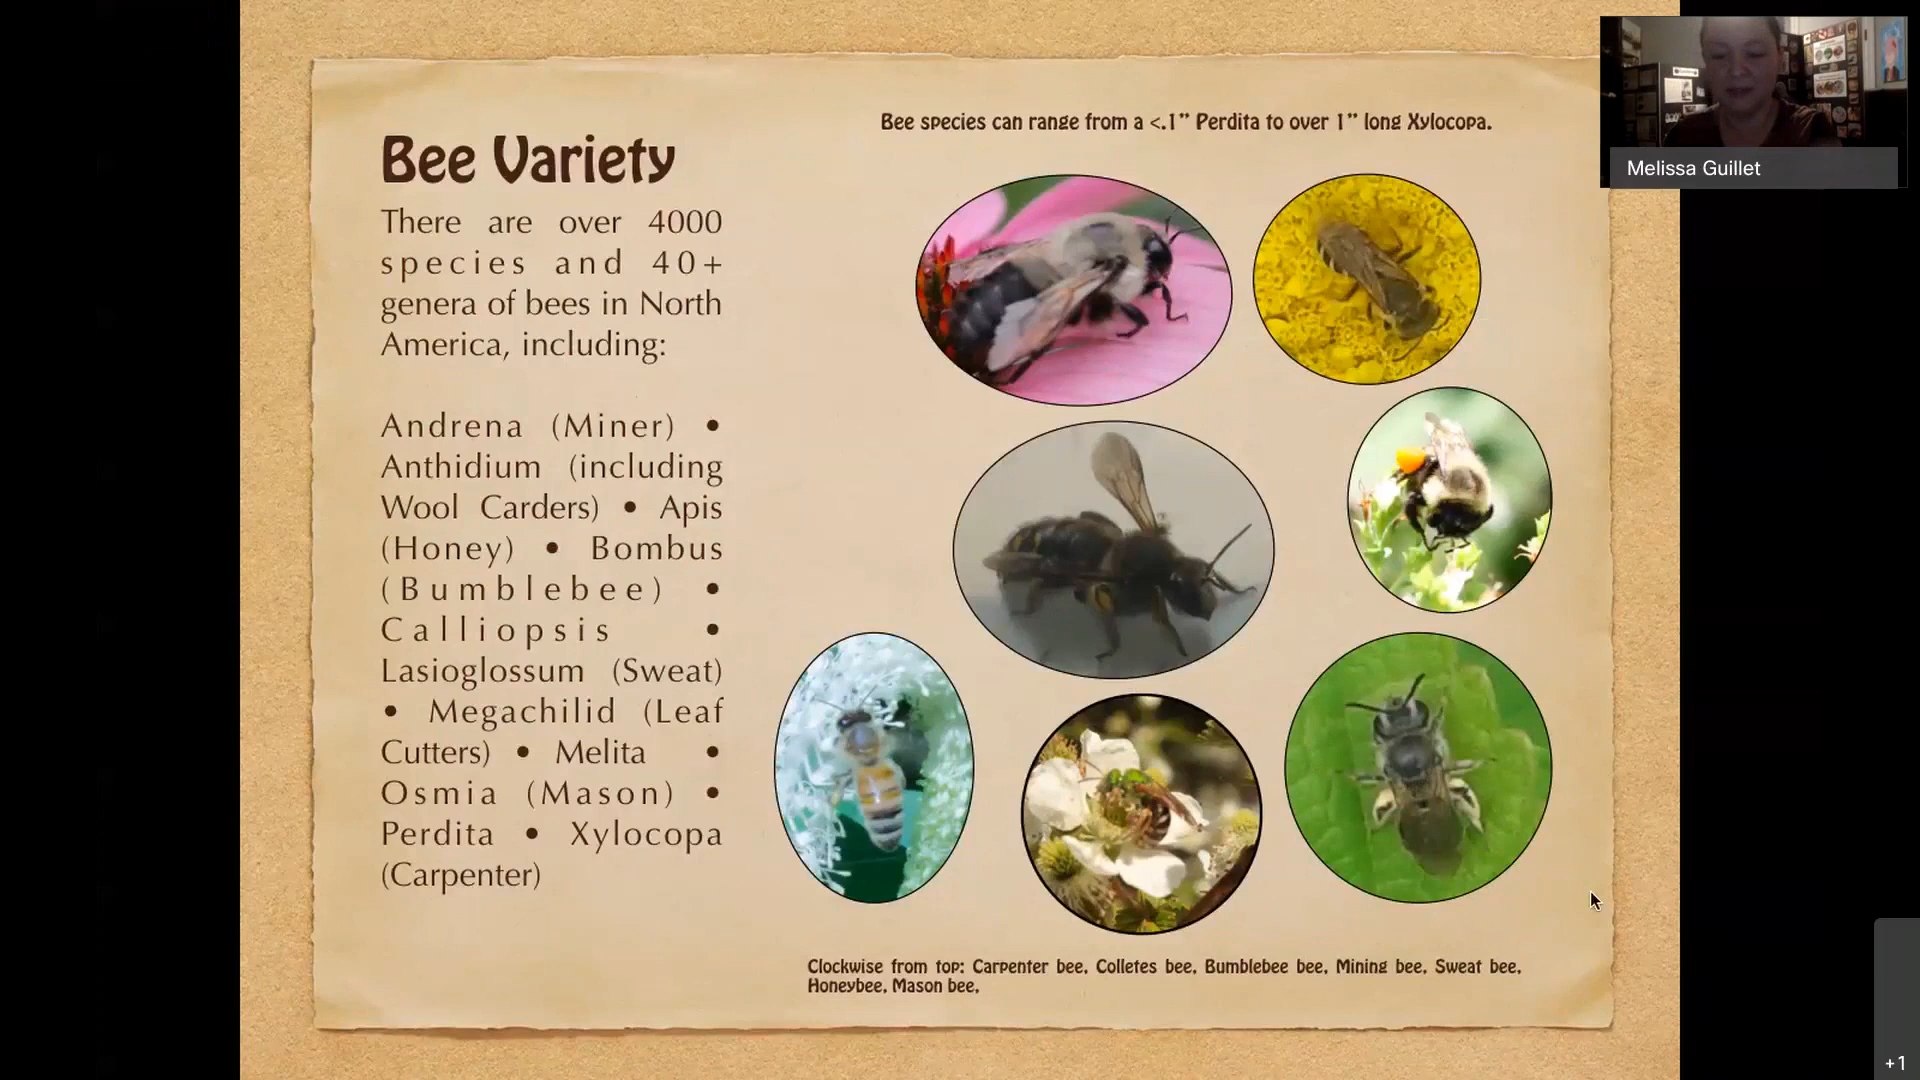 Bee Variety
There are over 4000
species and 40+
genera of bees in North
America, including:
Andrena (Miner) •
Anthidium (including
Wool Carders) • Apis
(Honey) • Bombus
(Bumblebee) •
Calliopsis •
Lasioglossum (Sweat)
• Megachilid (Leaf
Cutters) • Melita •
Osmia (Mason) •
Perdita • Xylocopa
(Carpenter)
Bee species can range from a <.1” Perdita to over 1” long Xylocopa.
Clockwise from top: Carpenter bee, Colletes bee, Bumblebee bee, Mining bee, Sweat bee,
Honeybee, Mason bee,
Melissa Guillet
+1